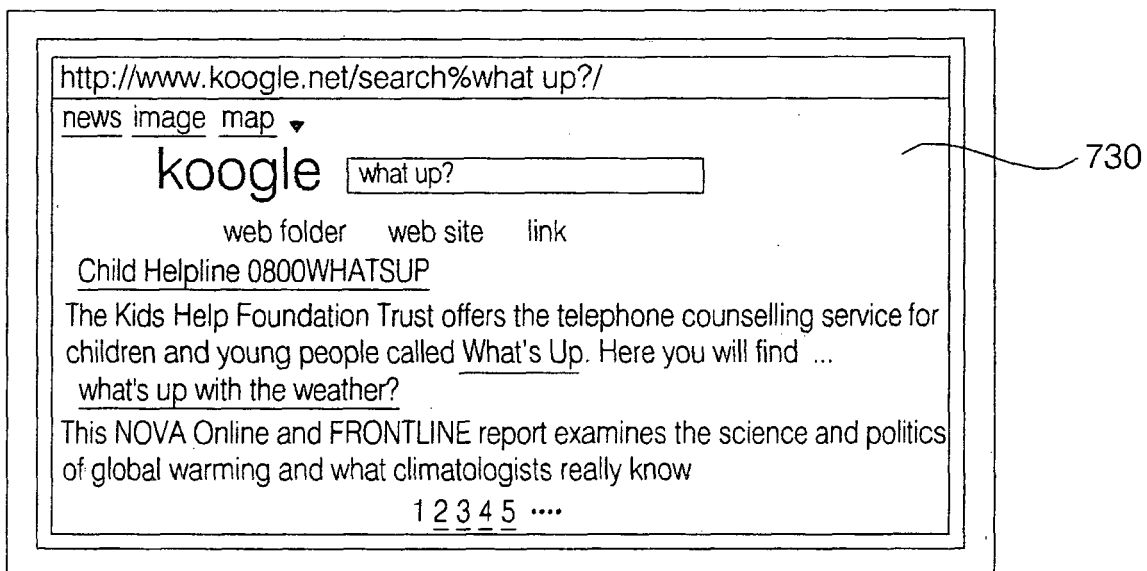 http://www.koogle.net/search%what up?/
news image map
koogle what up?
730
web folder web site link
Child Helpline 0800WHATSUP
The Kids Help Foundation Trust offers the telephone counselling service for
children and young people called What's Up. Here you will find ...
what's up with the weather?
This NOVA Online and FRONTLINE report examines the science and politics
of global warming and what climatologists really know
1 2 3 4 5 ....